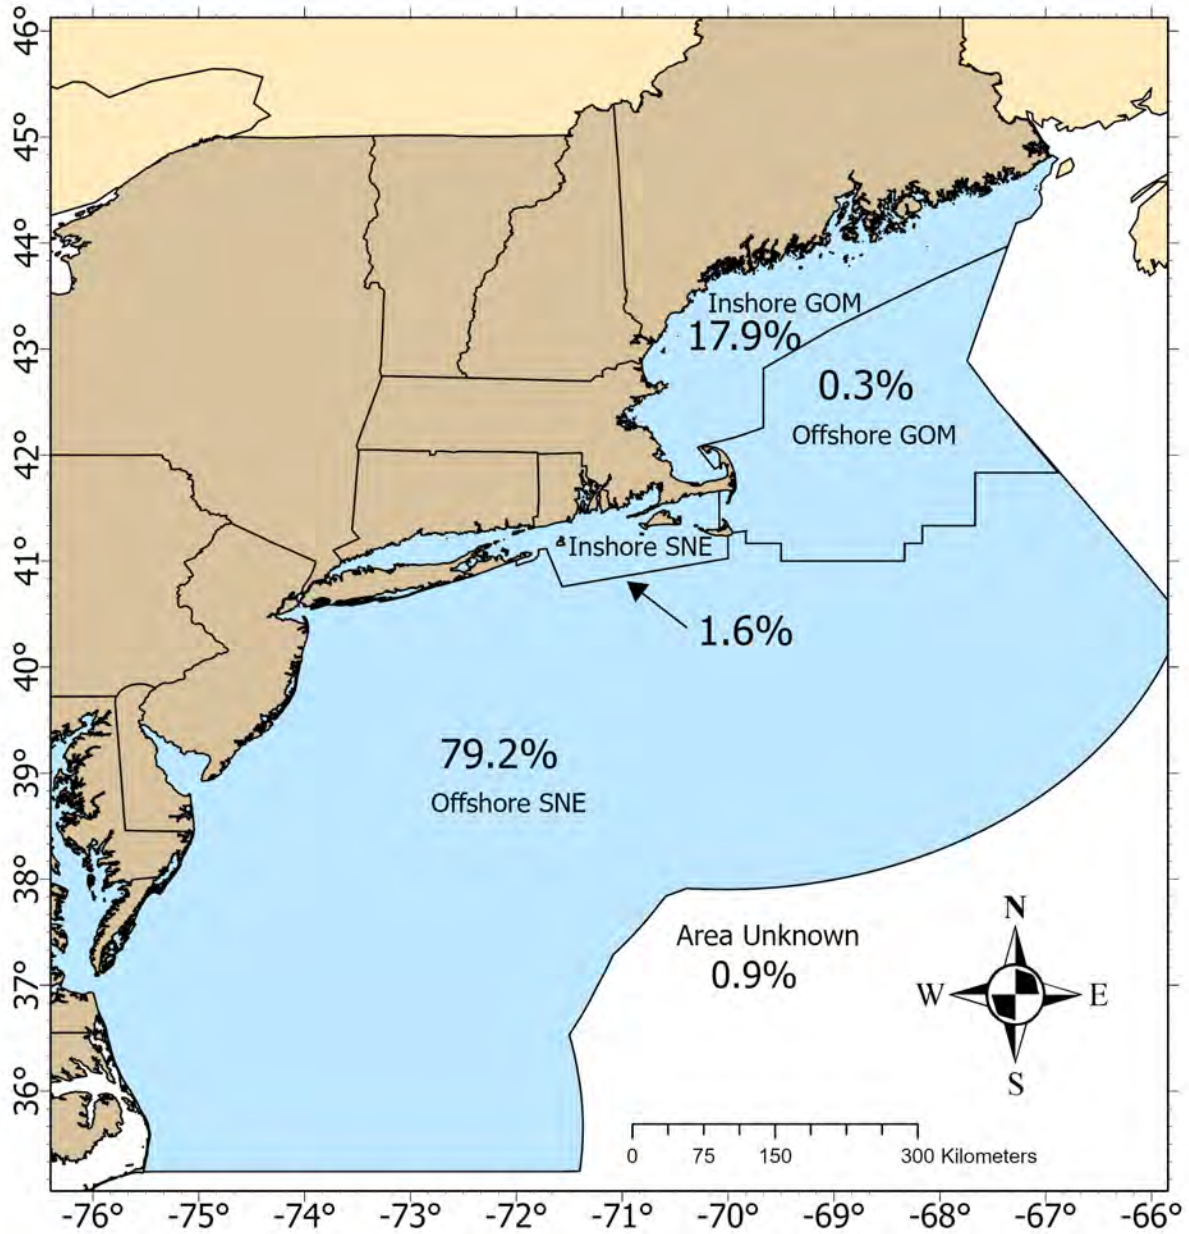 46°
45°
44°
43°
42°
41°
40°
39°
38°
37°
36°
Inshore GOM
17.9%
0.3%
Offshore GOM
Inshore SNE
1.6%
79.2%
Offshore SNE
Area Unknown
0.9%
N
W E
S
0 75 150 300 Kilometers
-76° -75° -74° -73° -72° -71° -70° -69° -68° -67° -66°